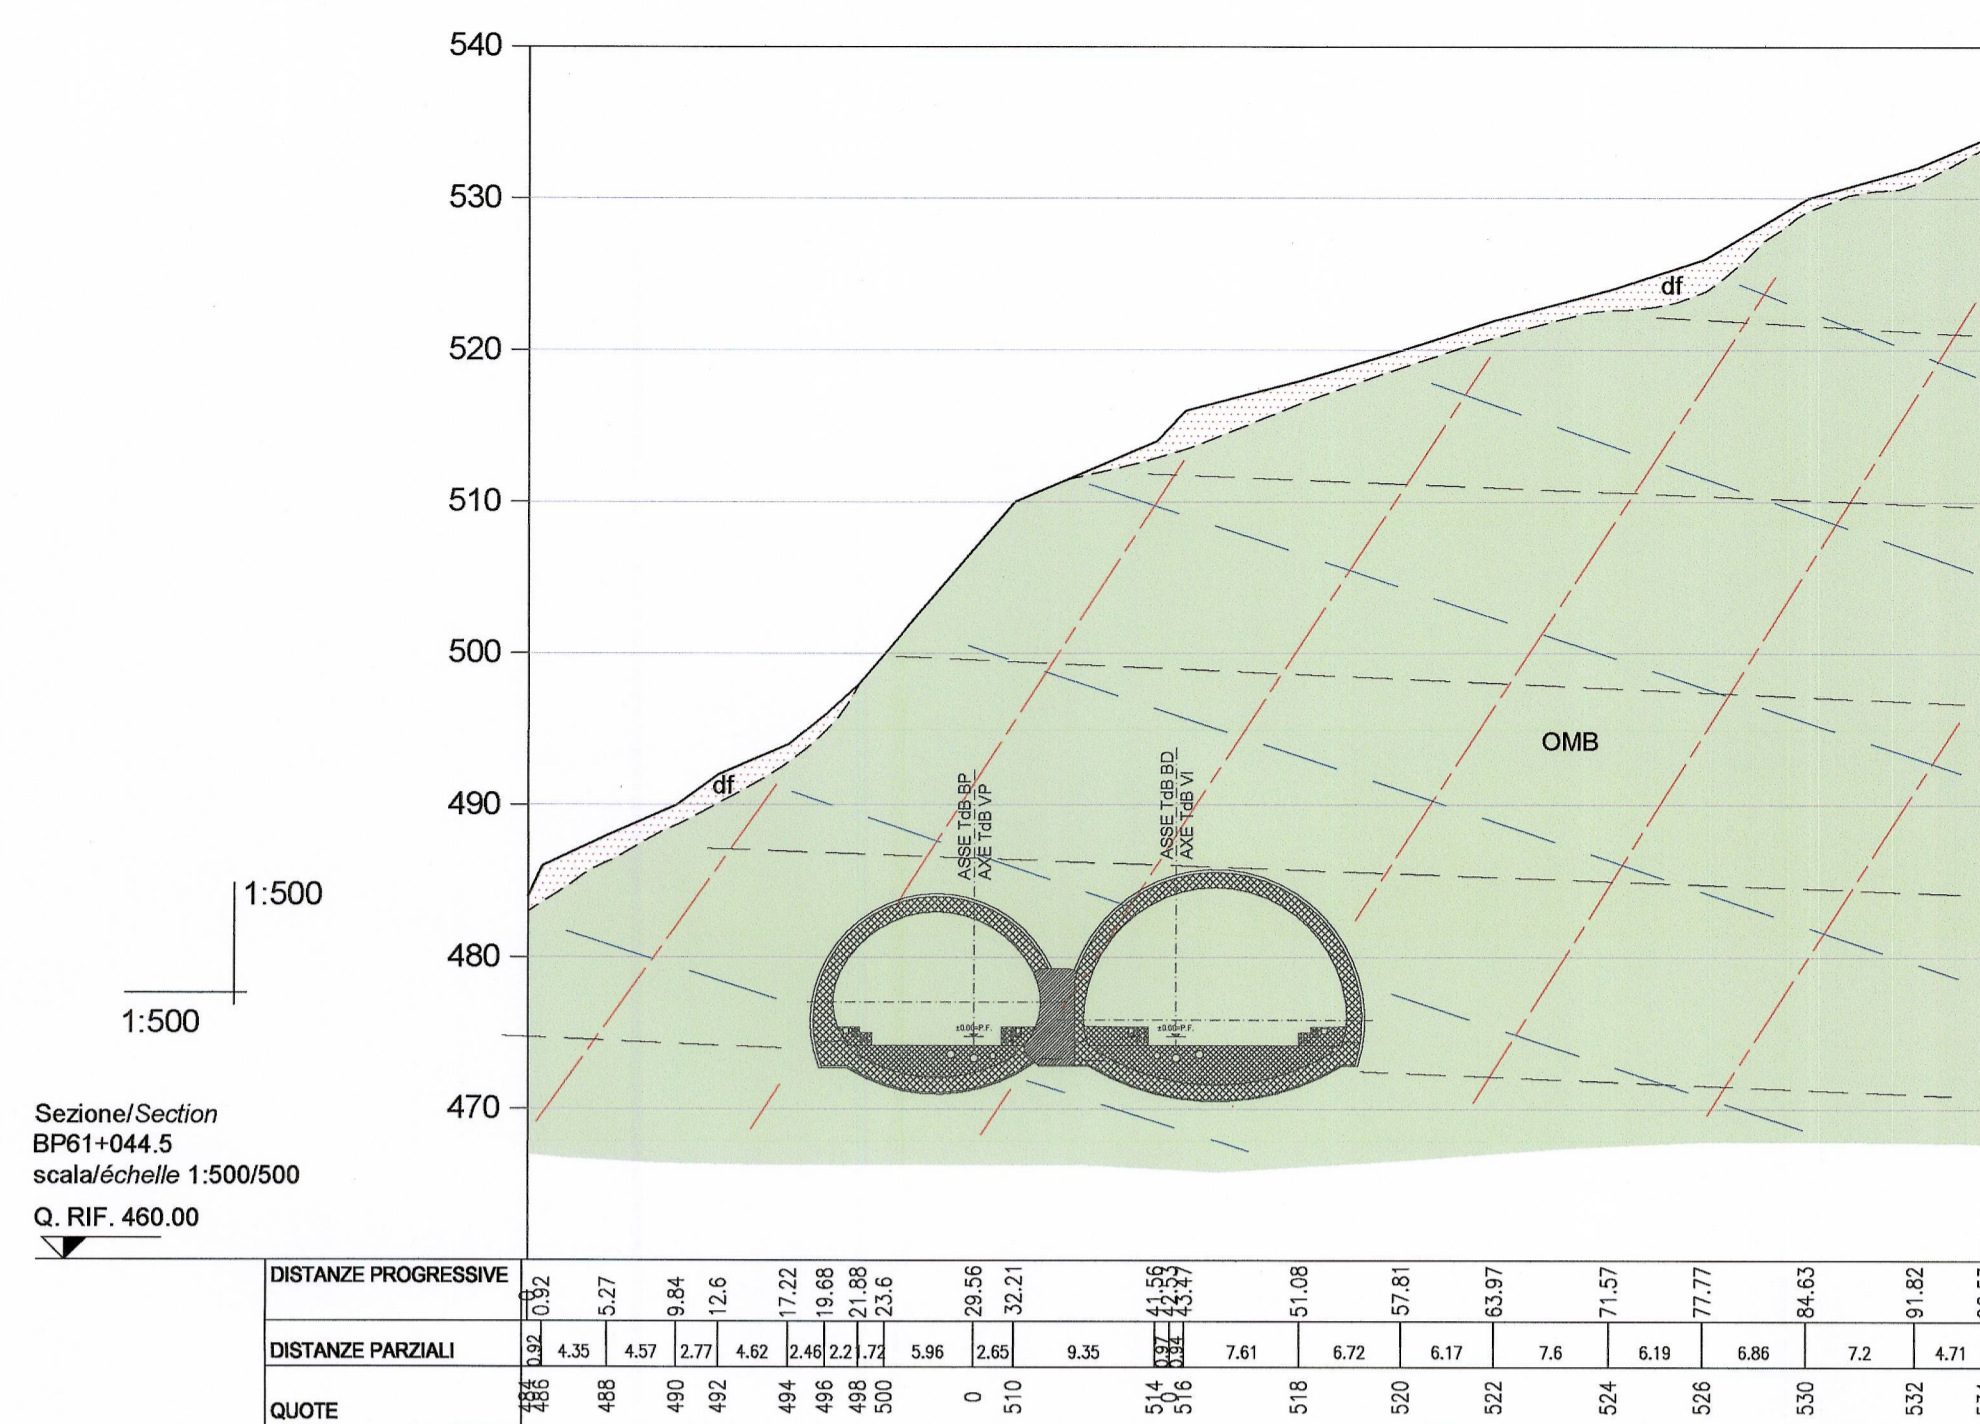 540
530
520
510
500
490
480
470
df
df
OMB
ASSE TdB BP
AXE TdB VP
ASSE TdB BD
AXE TdB VI
±0.00=P.F.
±0.00=P.F.
1:500
1:500
Sezione/Section
BP61+044.5
scala/échelle 1:500/500
Q. RIF. 460.00
DISTANZE PROGRESSIVE 0 0.92 5.27 9.84 12.6 17.22 19.68 21.88 23.6 29.56 32.21 41.56 42.53 43.47 51.08 57.81 63.97 71.57 77.77 84.63 91.82
DISTANZE PARZIALI 0.92 4.35 4.57 2.77 4.62 2.46 2.2 1.72 5.96 2.65 9.35 0.97 0.94 7.61 6.72 6.17 7.6 6.19 6.86 7.2 4.71
QUOTE 484 486 488 490 492 494 496 498 500 0 510 514 0 516 518 520 522 524 526 530 532